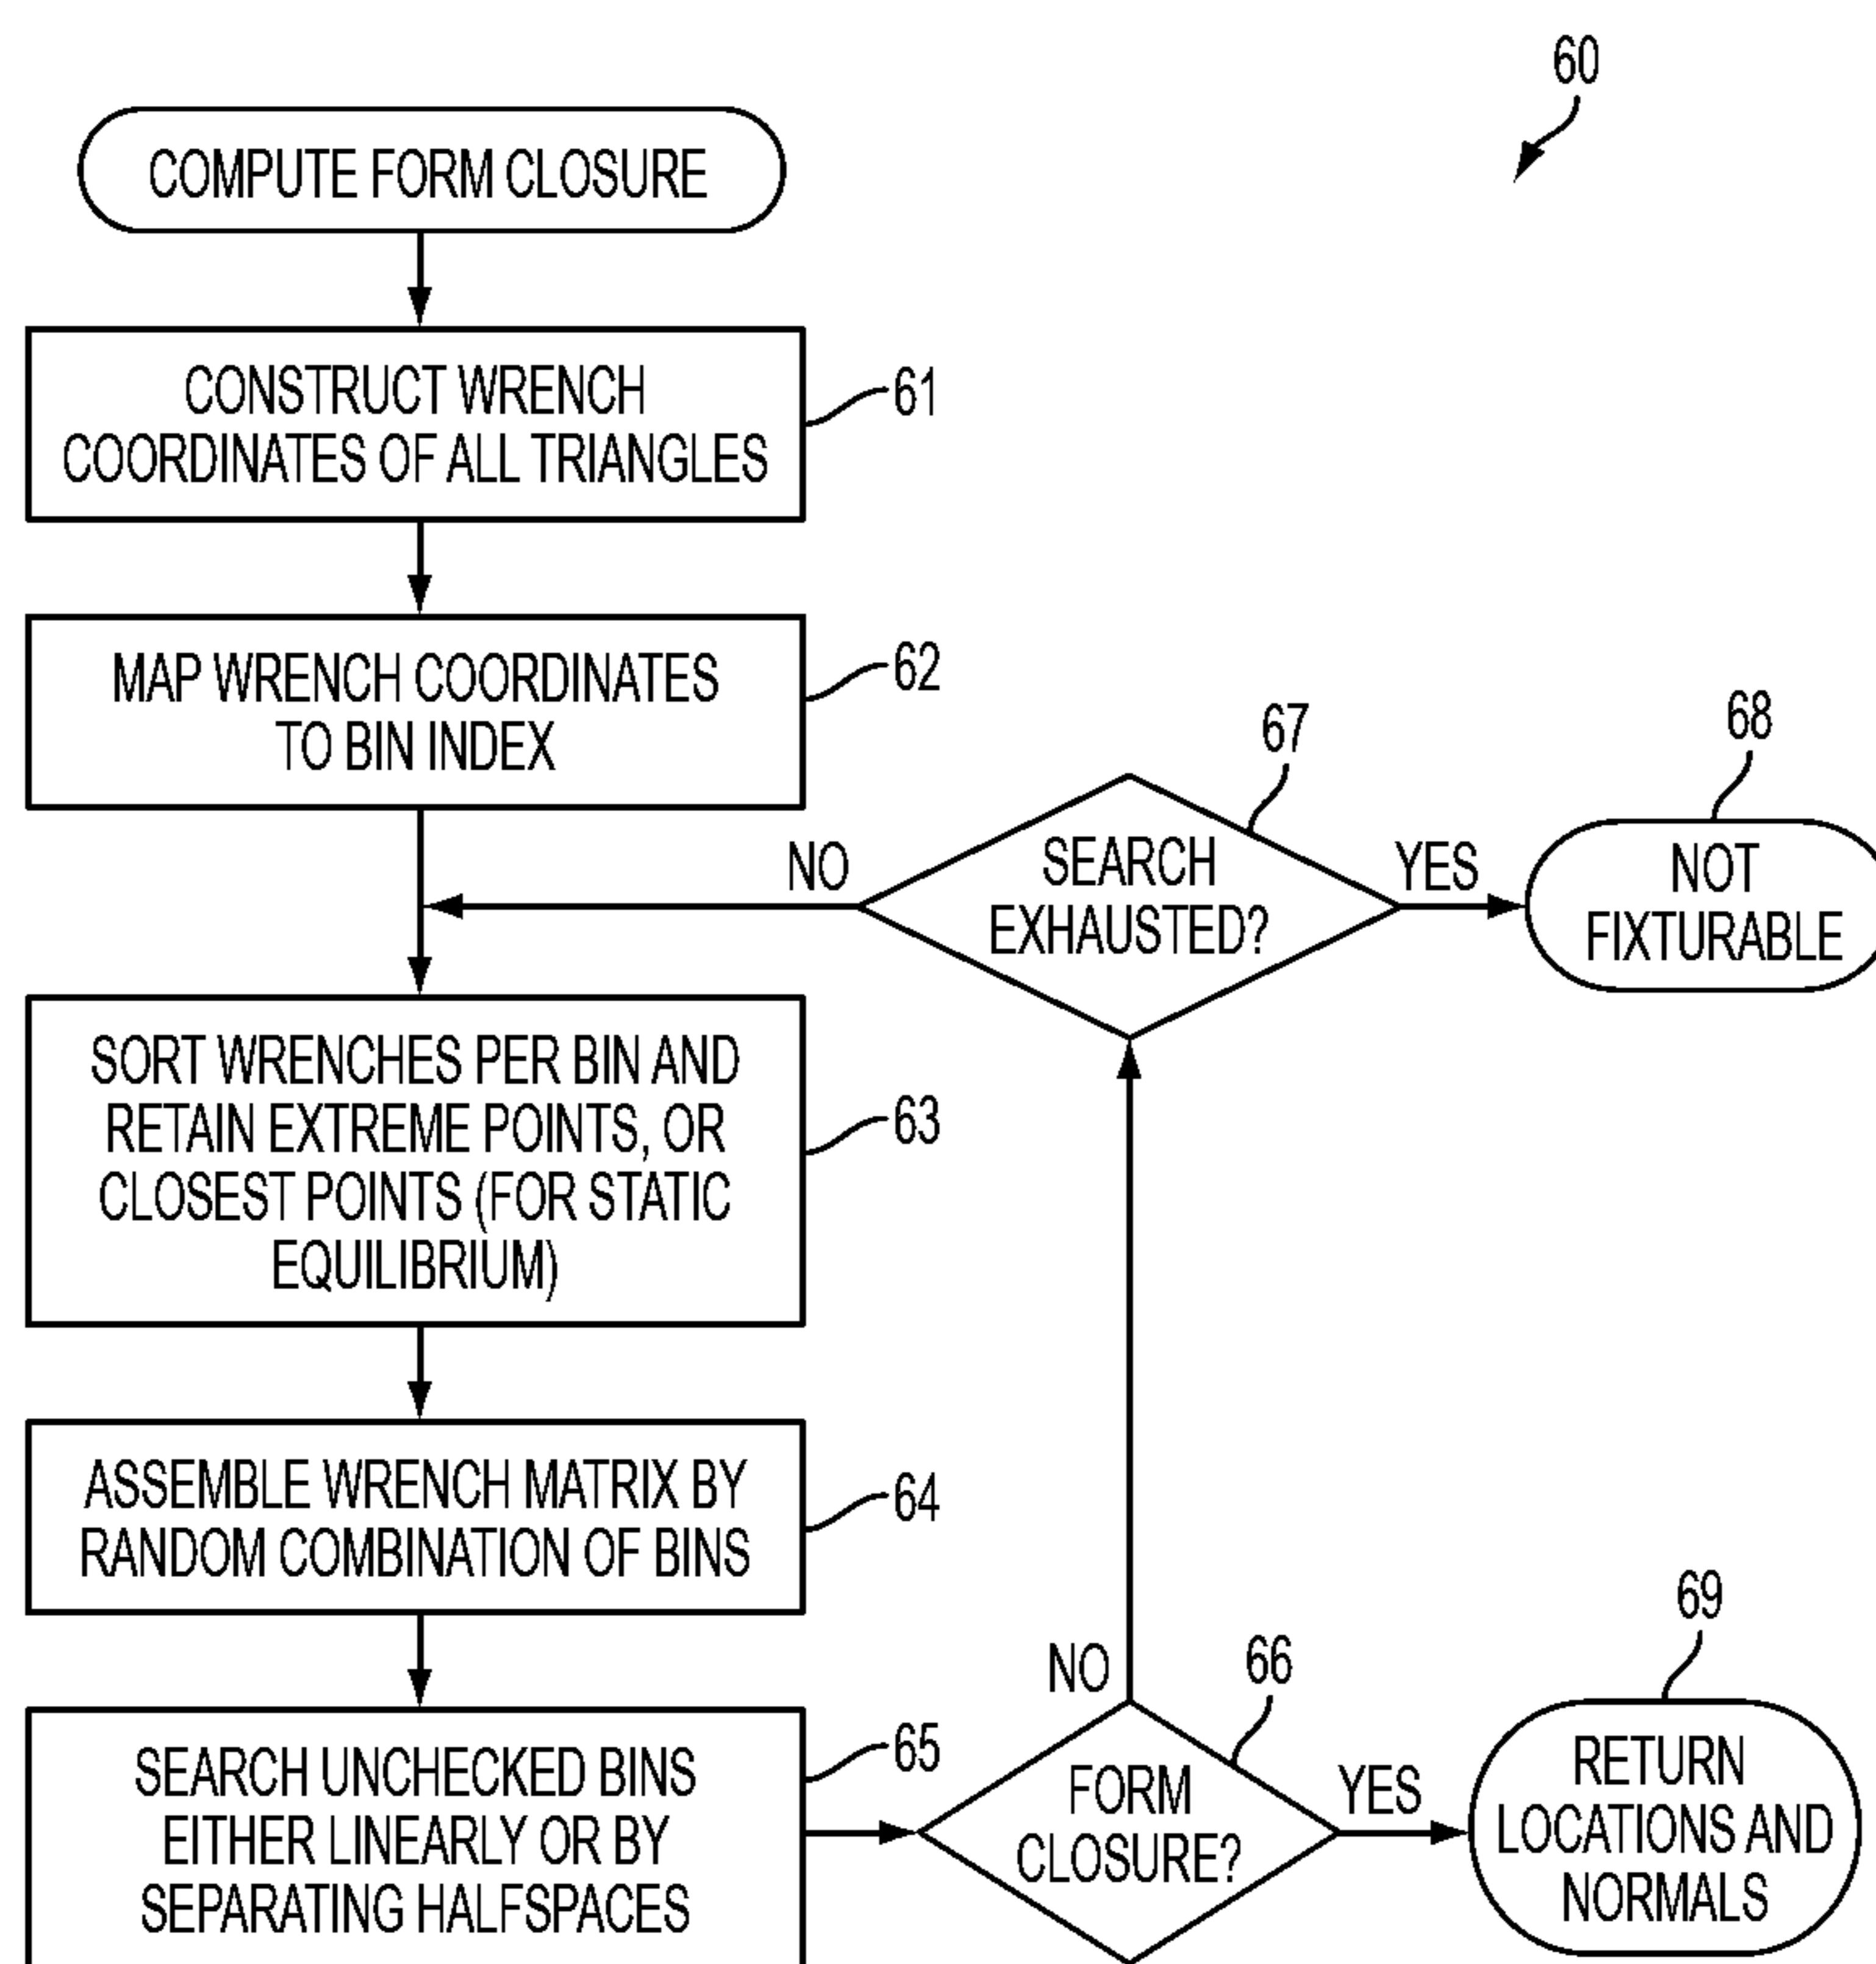 60
COMPUTE FORM CLOSURE
CONSTRUCT WRENCH
COORDINATES OF ALL TRIANGLES
61
MAP WRENCH COORDINATES
TO BIN INDEX
62
SORT WRENCHES PER BIN AND
RETAIN EXTREME POINTS, OR
CLOSEST POINTS (FOR STATIC
EQUILIBRIUM)
63
ASSEMBLE WRENCH MATRIX BY
RANDOM COMBINATION OF BINS
64
SEARCH UNCHECKED BINS
EITHER LINEARLY OR BY
SEPARATING HALFSPACES
65
FORM
CLOSURE?
66
NO
YES
SEARCH
EXHAUSTED?
67
NO
YES
NOT
FIXTURABLE
68
RETURN
LOCATIONS AND
NORMALS
69